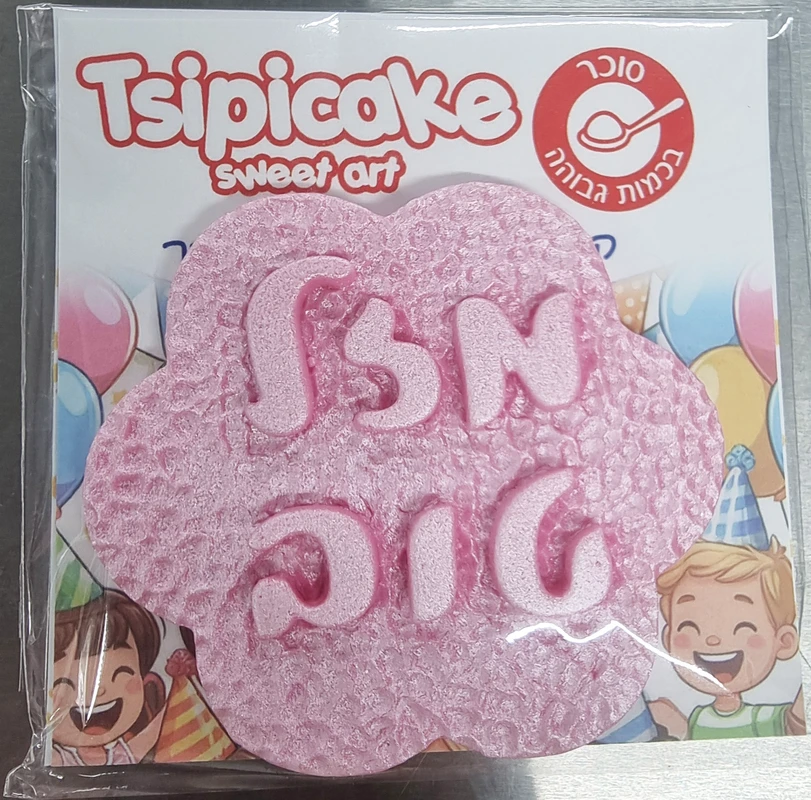 Tsipicake
sweet art
סוכר
בכמות גבוהה
מזל
טוב